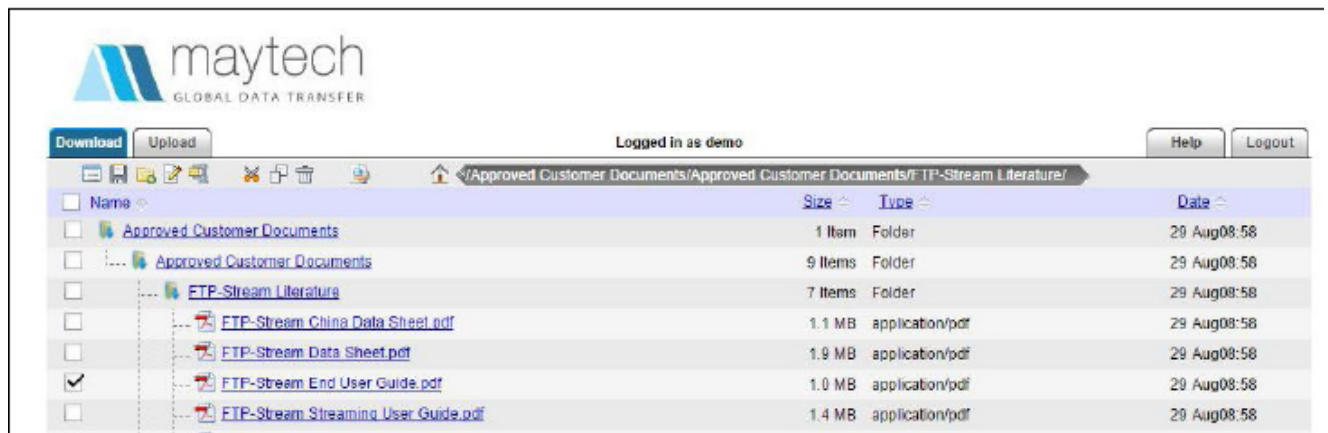 maytech
GLOBAL DATA TRANSFER
Download Upload Logged in as demo Help Logout
/Approved Customer Documents/Approved Customer Documents/FTP-Stream Literature/
Name Size Type Date
Approved Customer Documents 1 Item Folder 29 Aug08:58
Approved Customer Documents 9 Items Folder 29 Aug08:58
FTP-Stream Literature 7 Items Folder 29 Aug08:58
FTP-Stream China Data Sheet.pdf 1.1 MB application/pdf 29 Aug08:58
FTP-Stream Data Sheet.pdf 1.9 MB application/pdf 29 Aug08:58
FTP-Stream End User Guide.pdf 1.0 MB application/pdf 29 Aug08:58
FTP-Stream Streaming User Guide.pdf 1.4 MB application/pdf 29 Aug08:58